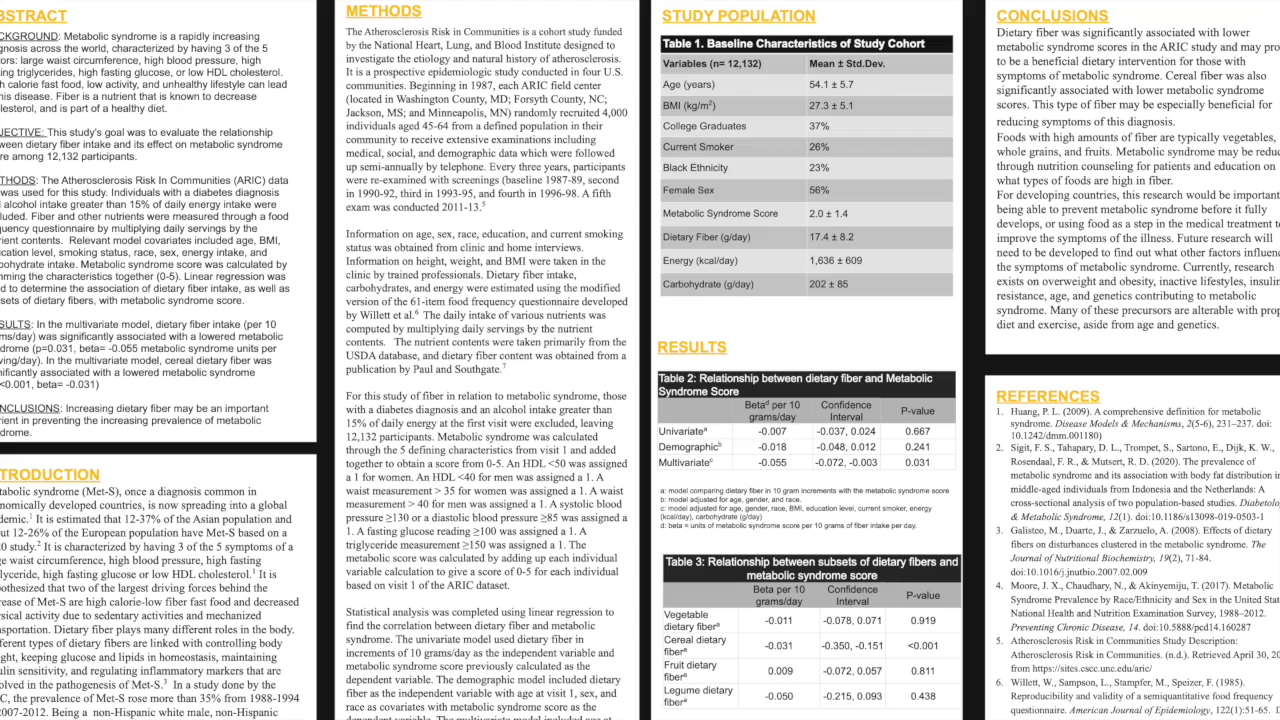 BSTRACT
CKGROUND: Metabolic syndrome is a rapidly increasing
gnosis across the world, characterized by having 3 of the 5
tors: large waist circumference, high blood pressure, high
ting triglycerides, high fasting glucose, or low HDL cholesterol.
h calorie fast food, low activity, and unhealthy lifestyle can lead
his disease. Fiber is a nutrient that is known to decrease
lesterol, and is part of a healthy diet.
JECTIVE: This study's goal was to evaluate the relationship
ween dietary fiber intake and its effect on metabolic syndrome
re among 12,132 participants.
THODS: The Atherosclerosis Risk In Communities (ARIC) data
was used for this study. Individuals with a diabetes diagnosis
l alcohol intake greater than 15% of daily energy intake were
luded. Fiber and other nutrients were measured through a food
quency questionnaire by multiplying daily servings by the
rient contents. Relevant model covariates included age, BMI,
cation level, smoking status, race, sex, energy intake, and
bohydrate intake. Metabolic syndrome score was calculated by
nming the characteristics together (0-5). Linear regression was
d to determine the association of dietary fiber intake, as well as
sets of dietary fibers, with metabolic syndrome score.
SULTS: In the multivariate model, dietary fiber intake (per 10
ms/day) was significantly associated with a lowered metabolic
drome (p=0.031, beta= -0.055 metabolic syndrome units per
ving/day). In the multivariate model, cereal dietary fiber was
nificantly associated with a lowered metabolic syndrome
<0.001, beta= -0.031)
NCLUSIONS: Increasing dietary fiber may be an important
rient in preventing the increasing prevalence of metabolic
drome.
TRODUCTION
tabolic syndrome (Met-S), once a diagnosis common in
nomically developed countries, is now spreading into a global
demic.1 It is estimated that 12-37% of the Asian population and
ut 12-26% of the European population have Met-S based on a
20 study.2 It is characterized by having 3 of the 5 symptoms of a
ge waist circumference, high blood pressure, high fasting
lyceride, high fasting glucose or low HDL cholesterol.1 It is
othesized that two of the largest driving forces behind the
rease of Met-S are high calorie-low fiber fast food and decreased
sical activity due to sedentary activities and mechanized
nsportation. Dietary fiber plays many different roles in the body.
ferent types of dietary fibers are linked with controlling body
ght, keeping glucose and lipids in homeostasis, maintaining
ulin sensitivity, and regulating inflammatory markers that are
olved in the pathogenesis of Met-S.3 In a study done by the
C, the prevalence of Met-S rose more than 35% from 1988-1994
2007-2012. Being a non-Hispanic white male, non-Hispanic
METHODS
The Atherosclerosis Risk in Communities is a cohort study funded
by the National Heart, Lung, and Blood Institute designed to
investigate the etiology and natural history of atherosclerosis.
It is a prospective epidemiologic study conducted in four U.S.
communities. Beginning in 1987, each ARIC field center
(located in Washington County, MD; Forsyth County, NC;
Jackson, MS; and Minneapolis, MN) randomly recruited 4,000
individuals aged 45-64 from a defined population in their
community to receive extensive examinations including
medical, social, and demographic data which were followed
up semi-annually by telephone. Every three years, participants
were re-examined with screenings (baseline 1987-89, second
in 1990-92, third in 1993-95, and fourth in 1996-98. A fifth
exam was conducted 2011-13.5
Information on age, sex, race, education, and current smoking
status was obtained from clinic and home interviews.
Information on height, weight, and BMI were taken in the
clinic by trained professionals. Dietary fiber intake,
carbohydrates, and energy were estimated using the modified
version of the 61-item food frequency questionnaire developed
by Willett et al.6 The daily intake of various nutrients was
computed by multiplying daily servings by the nutrient
contents. The nutrient contents were taken primarily from the
USDA database, and dietary fiber content was obtained from a
publication by Paul and Southgate.7
For this study of fiber in relation to metabolic syndrome, those
with a diabetes diagnosis and an alcohol intake greater than
15% of daily energy at the first visit were excluded, leaving
12,132 participants. Metabolic syndrome was calculated
through the 5 defining characteristics from visit 1 and added
together to obtain a score from 0-5. An HDL <50 was assigned
a 1 for women. An HDL <40 for men was assigned a 1. A
waist measurement > 35 for women was assigned a 1. A waist
measurement > 40 for men was assigned a 1. A systolic blood
pressure ≥130 or a diastolic blood pressure ≥85 was assigned a
1. A fasting glucose reading ≥100 was assigned a 1. A
triglyceride measurement ≥150 was assigned a 1. The
metabolic score was calculated by adding up each individual
variable calculation to give a score of 0-5 for each individual
based on visit 1 of the ARIC dataset.
Statistical analysis was completed using linear regression to
find the correlation between dietary fiber and metabolic
syndrome. The univariate model used dietary fiber in
increments of 10 grams/day as the independent variable and
metabolic syndrome score previously calculated as the
dependent variable. The demographic model included dietary
fiber as the independent variable with age at visit 1, sex, and
race as covariates with metabolic syndrome score as the
dependent variable. The multivariate model included age at
STUDY POPULATION
Table 1. Baseline Characteristics of Study Cohort
Variables (n= 12,132) Mean ± Std.Dev.
Age (years) 54.1 ± 5.7
BMI (kg/m2) 27.3 ± 5.1
College Graduates 37%
Current Smoker 26%
Black Ethnicity 23%
Female Sex 56%
Metabolic Syndrome Score 2.0 ± 1.4
Dietary Fiber (g/day) 17.4 ± 8.2
Energy (kcal/day) 1,636 ± 609
Carbohydrate (g/day) 202 ± 85
RESULTS
Table 2: Relationship between dietary fiber and Metabolic
Syndrome Score
Betad per 10 grams/day Confidence Interval P-value
Univariatea -0.007 -0.037, 0.024 0.667
Demographicb -0.018 -0.048, 0.012 0.241
Multivariatec -0.055 -0.072, -0.003 0.031
a: model comparing dietary fiber in 10 gram increments with the metabolic syndrome score
b: model adjusted for age, gender, and race.
c: model adjusted for age, gender, race, BMI, education level, current smoker, energy
(kcal/day), carbohydrate (g/day)
d: beta = units of metabolic syndrome per 10 grams of fiber intake per day.
Table 3: Relationship between subsets of dietary fibers and
metabolic syndrome score
Beta per 10 grams/day Confidence Interval P-value
Vegetable dietary fibera -0.011 -0.078, 0.071 0.919
Cereal dietary fibera -0.031 -0.350, -0.151 <0.001
Fruit dietary fibera 0.009 -0.072, 0.057 0.811
Legume dietary fibera -0.050 -0.215, 0.093 0.438
CONCLUSIONS
Dietary fiber was significantly associated with lower
metabolic syndrome scores in the ARIC study and may pro
to be a beneficial dietary intervention for those with
symptoms of metabolic syndrome. Cereal fiber was also
significantly associated with lower metabolic syndrome
scores. This type of fiber may be especially beneficial for
reducing symptoms of this diagnosis.
Foods with high amounts of fiber are typically vegetables,
whole grains, and fruits. Metabolic syndrome may be reduc
through nutrition counseling for patients and education on
what types of foods are high in fiber.
For developing countries, this research would be important
being able to prevent metabolic syndrome before it fully
develops, or using food as a step in the medical treatment to
improve the symptoms of the illness. Future research will
need to be developed to find out what other factors influenc
the symptoms of metabolic syndrome. Currently, research
exists on overweight and obesity, inactive lifestyles, insulin
resistance, age, and genetics contributing to metabolic
syndrome. Many of these precursors are alterable with prop
diet and exercise, aside from age and genetics.
REFERENCES
1. Huang, P. L. (2009). A comprehensive definition for metabolic
syndrome. Disease Models & Mechanisms, 2(5-6), 231–237. doi:
10.1242/dmm.001180)
2. Sigit, F. S., Tahapary, D. L., Trompet, S., Sartono, E., Dijk, K. W.,
Rosendaal, F. R., & Mutsert, R. D. (2020). The prevalence of
metabolic syndrome and its association with body fat distribution in
middle-aged individuals from Indonesia and the Netherlands: A
cross-sectional analysis of two population-based studies. Diabetolo
& Metabolic Syndrome, 12(1). doi:10.1186/s13098-019-0503-1
3. Galisteo, M., Duarte, J., & Zarzuelo, A. (2008). Effects of dietary
fibers on disturbances clustered in the metabolic syndrome. The
Journal of Nutritional Biochemistry, 19(2), 71-84.
doi:10.1016/j.jnutbio.2007.02.009
4. Moore, J. X., Chaudhary, N., & Akinyemiju, T. (2017). Metabolic
Syndrome Prevalence by Race/Ethnicity and Sex in the United Stat
National Health and Nutrition Examination Survey, 1988–2012.
Preventing Chronic Disease, 14. doi:10.5888/pcd14.160287
5. Atherosclerosis Risk in Communities Study Description:
Atherosclerosis Risk in Communities. (n.d.). Retrieved April 30, 20
from https://sites.cscc.unc.edu/aric/
6. Willett, W., Sampson, L., Stampfer, M., Speizer, F. (1985).
Reproducibility and validity of a semiquantitative food frequency
questionnaire. American Journal of Epidemiology, 122(1):51-65.